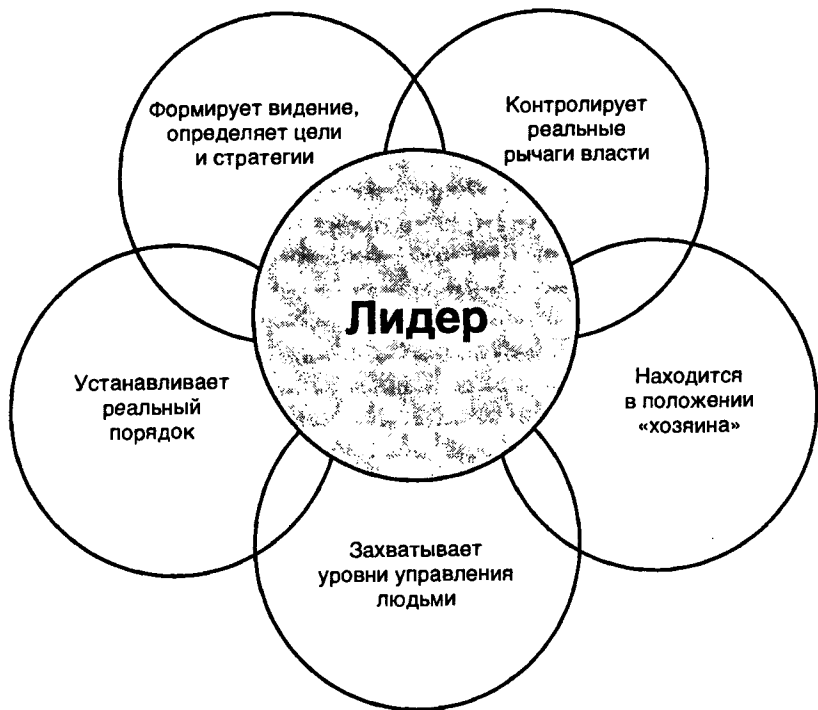 Формирует видение,
определяет цели
и стратегии
Контролирует
реальные
рычаги власти
Лидер
Устанавливает
реальный
порядок
Находится
в положении
«хозяина»
Захватывает
уровни управления
людьми